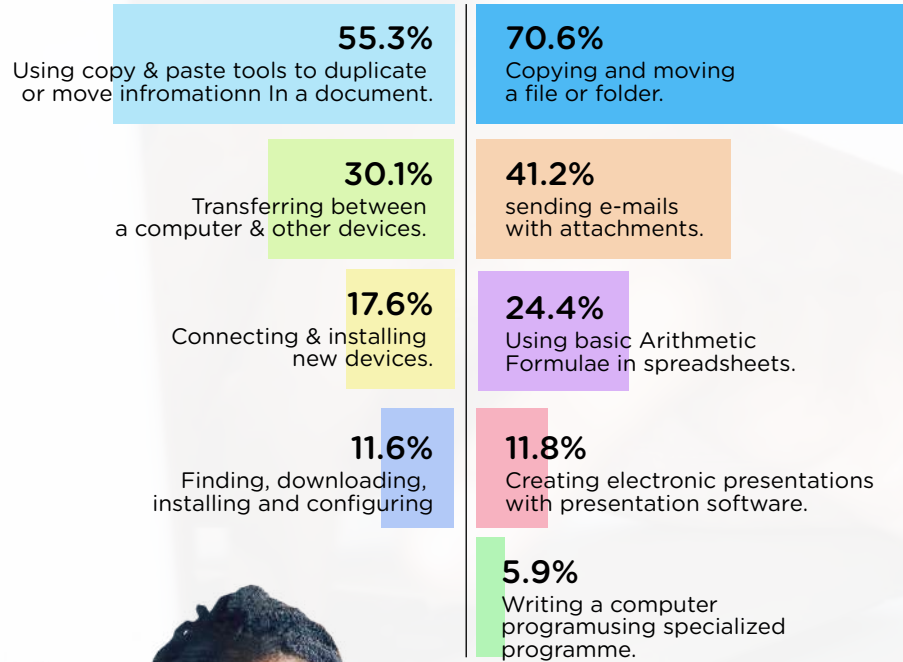 55.3%
Using copy & paste tools to duplicate
or move infromationn In a document.
70.6%
Copying and moving
a file or folder.
30.1%
Transferring between
a computer & other devices.
41.2%
sending e-mails
with attachments.
17.6%
Connecting & installing
new devices.
24.4%
Using basic Arithmetic
Formulae in spreadsheets.
11.6%
Finding, downloading,
installing and configuring
11.8%
Creating electronic presentations
with presentation software.
5.9%
Writing a computer
programusing specialized
programme.